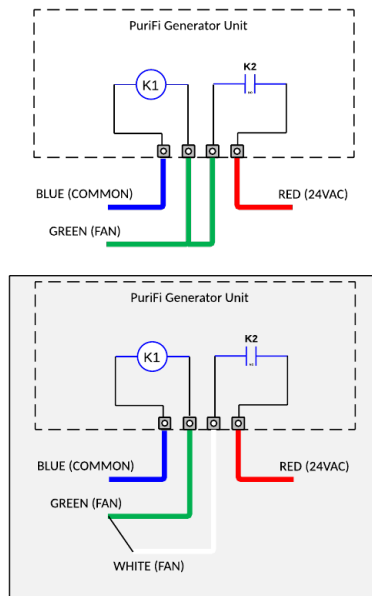 PuriFi Generator Unit
K1
K2
BLUE (COMMON)
RED (24VAC)
GREEN (FAN)
PuriFi Generator Unit
K1
K2
BLUE (COMMON)
RED (24VAC)
GREEN (FAN)
WHITE (FAN)